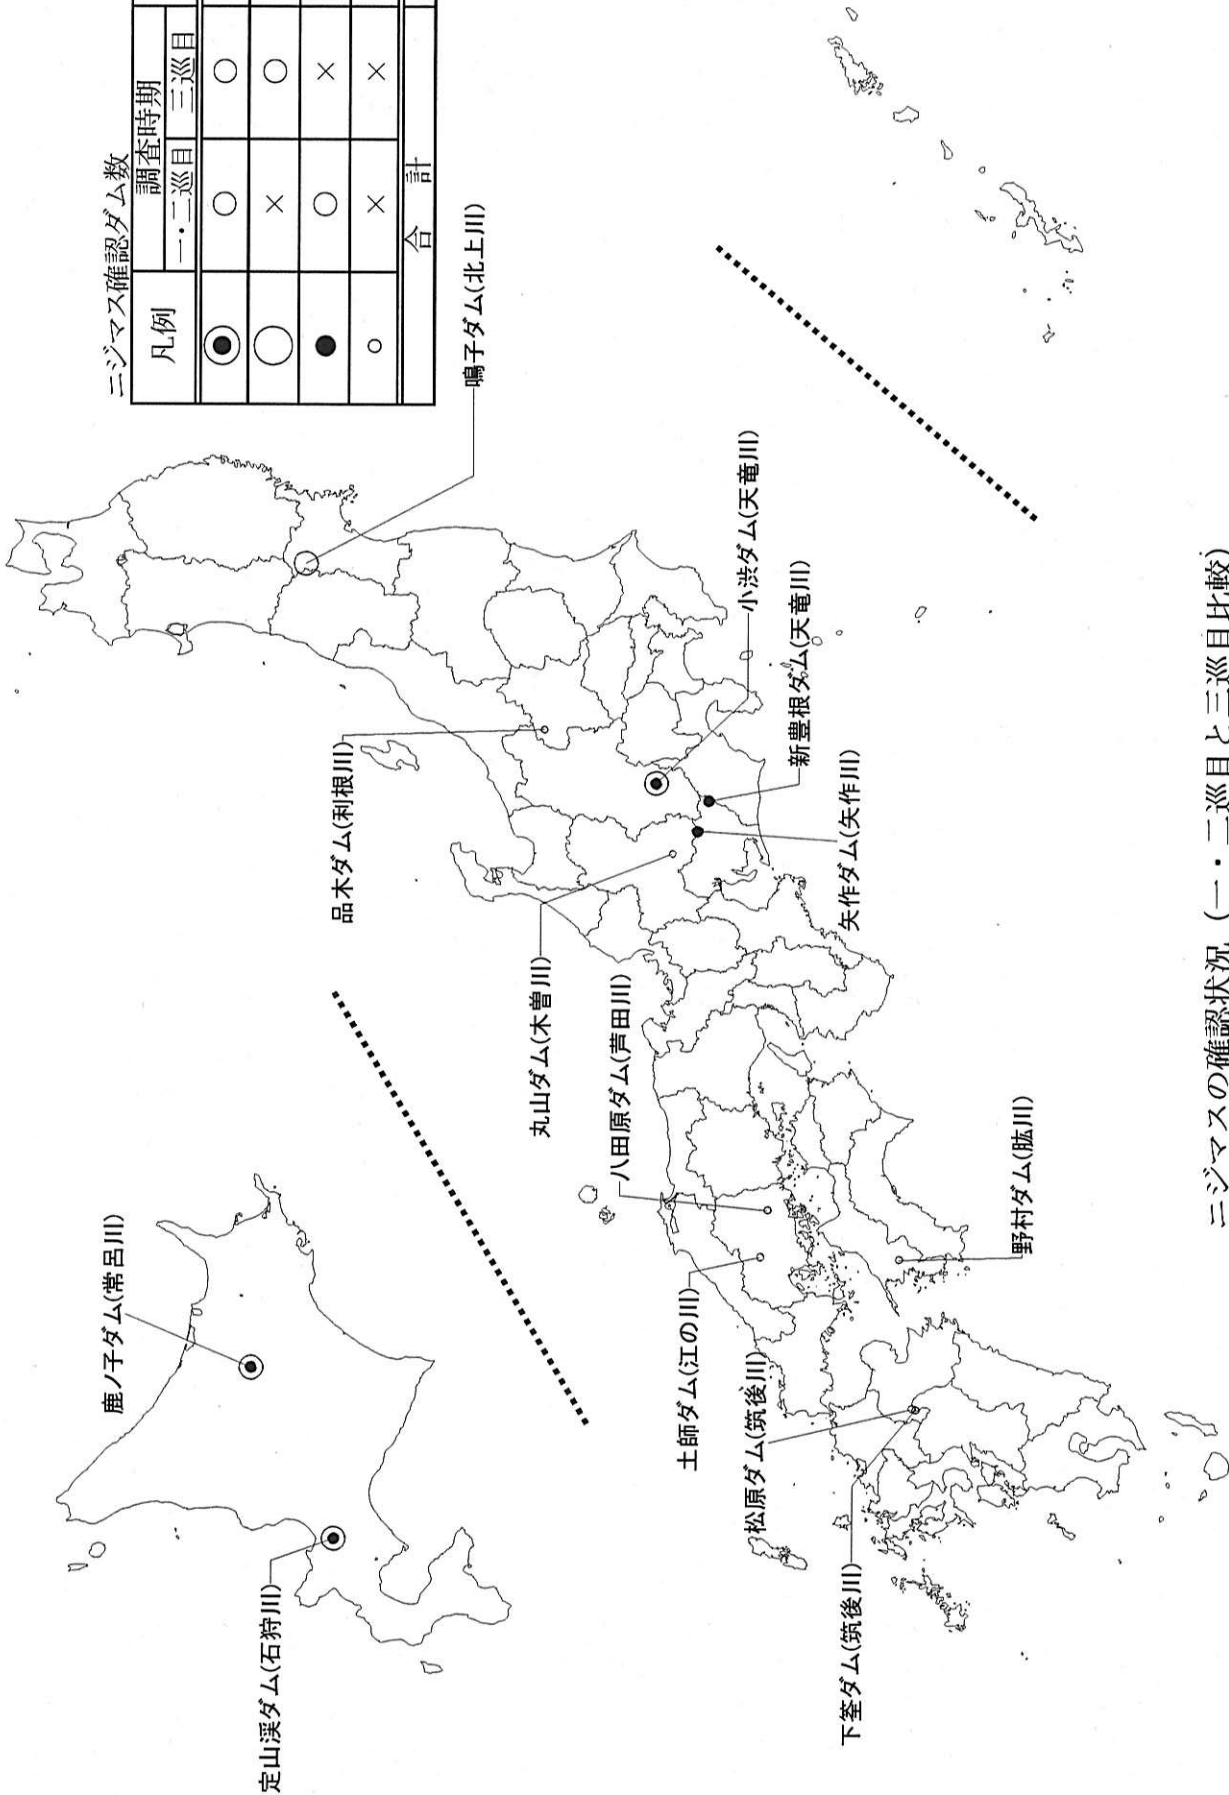 ニジマス確認ダム数
凡例 調査時期
一・二巡目 三巡目
◉ ○ ○
○ × ○
● ○ ×
○ × ×
合 計
鹿ノ子ダム(常呂川)
定山渓ダム(石狩川)
鳴子ダム(北上川)
品木ダム(利根川)
小渋ダム(天竜川)
新豊根ダム(天竜川)
矢作ダム(矢作川)
丸山ダム(木曽川)
八田原ダム(芦田川)
土師ダム(江の川)
野村ダム(肱川)
松原ダム(筑後川)
下筌ダム(筑後川)
ニジマスの確認状況 (一・二巡目と三巡目比較)